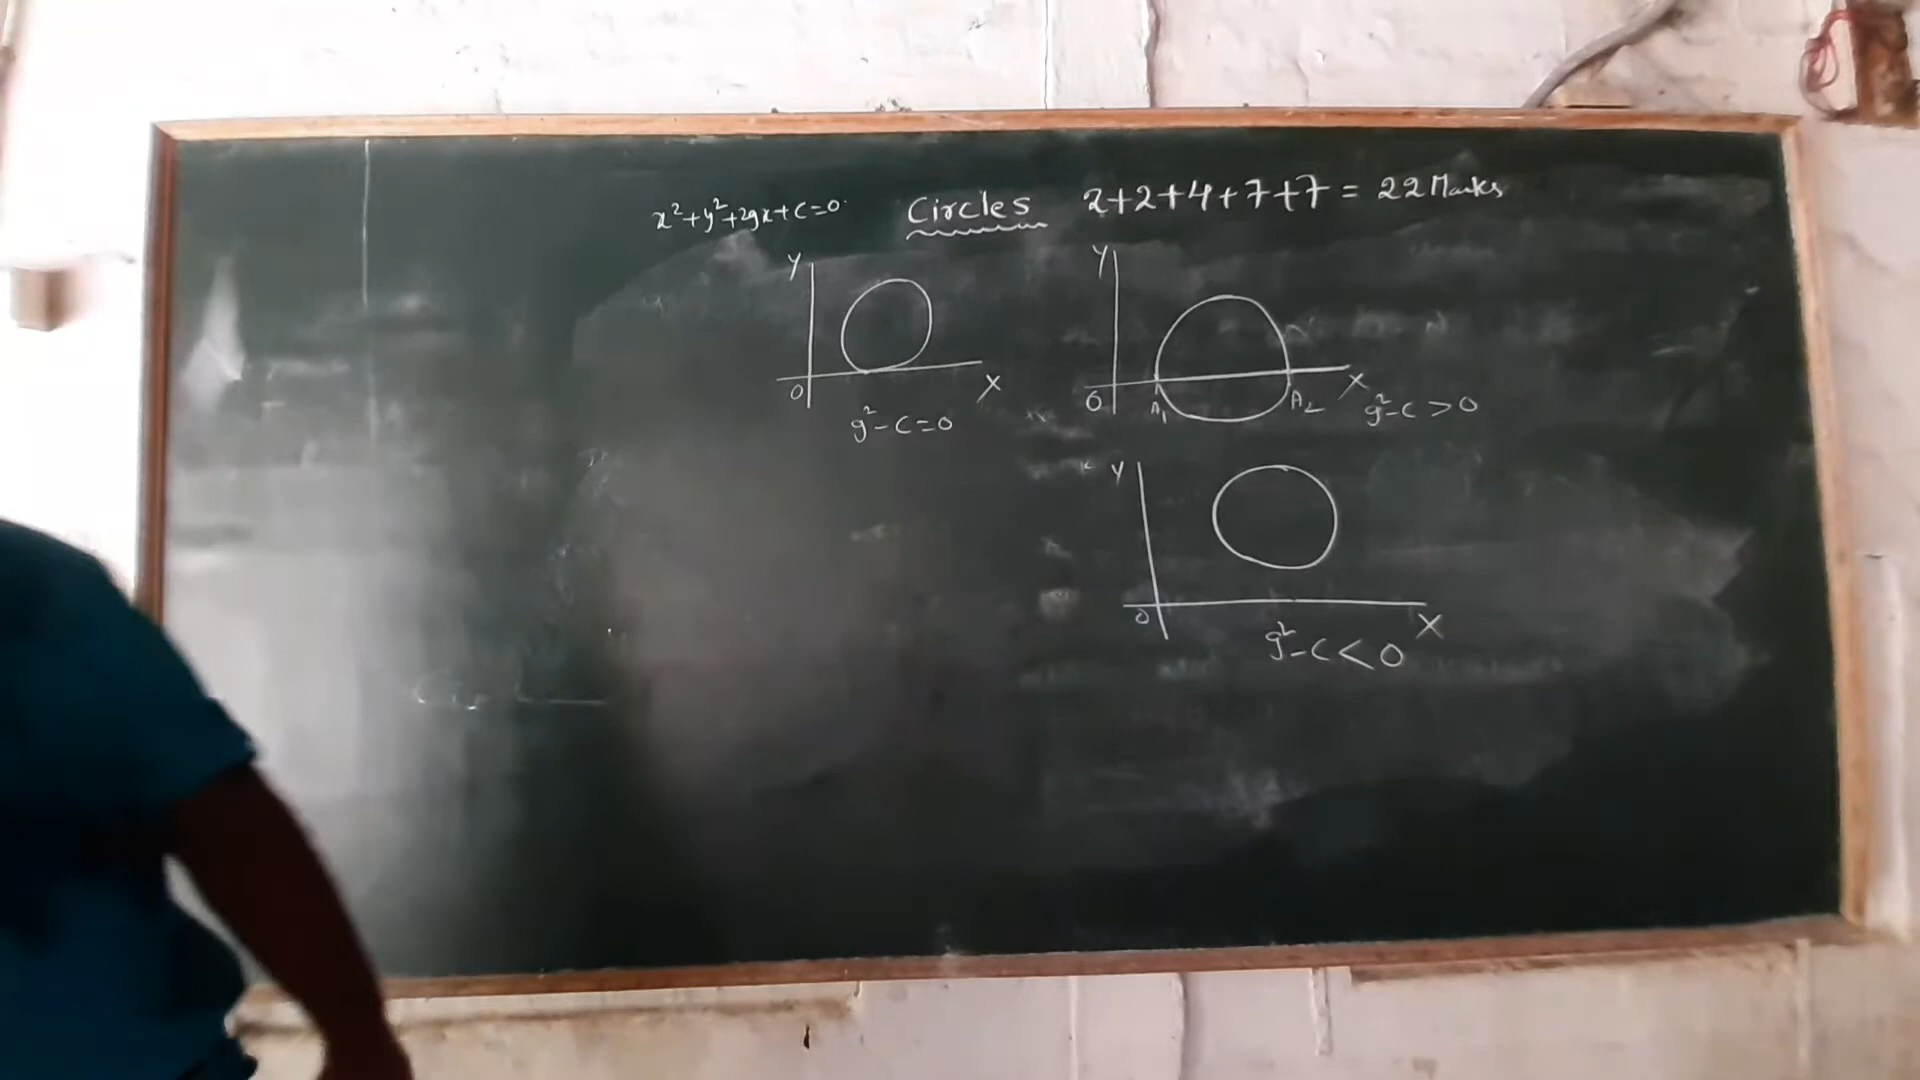 x²+y²+2gx+c=0. Circles 2+2+4+7+7 = 22 Marks
Y
O
X
g²-c=0
Y
O
A₁
A₂
X
g²-c>0
Y
O
X
g²-c<0